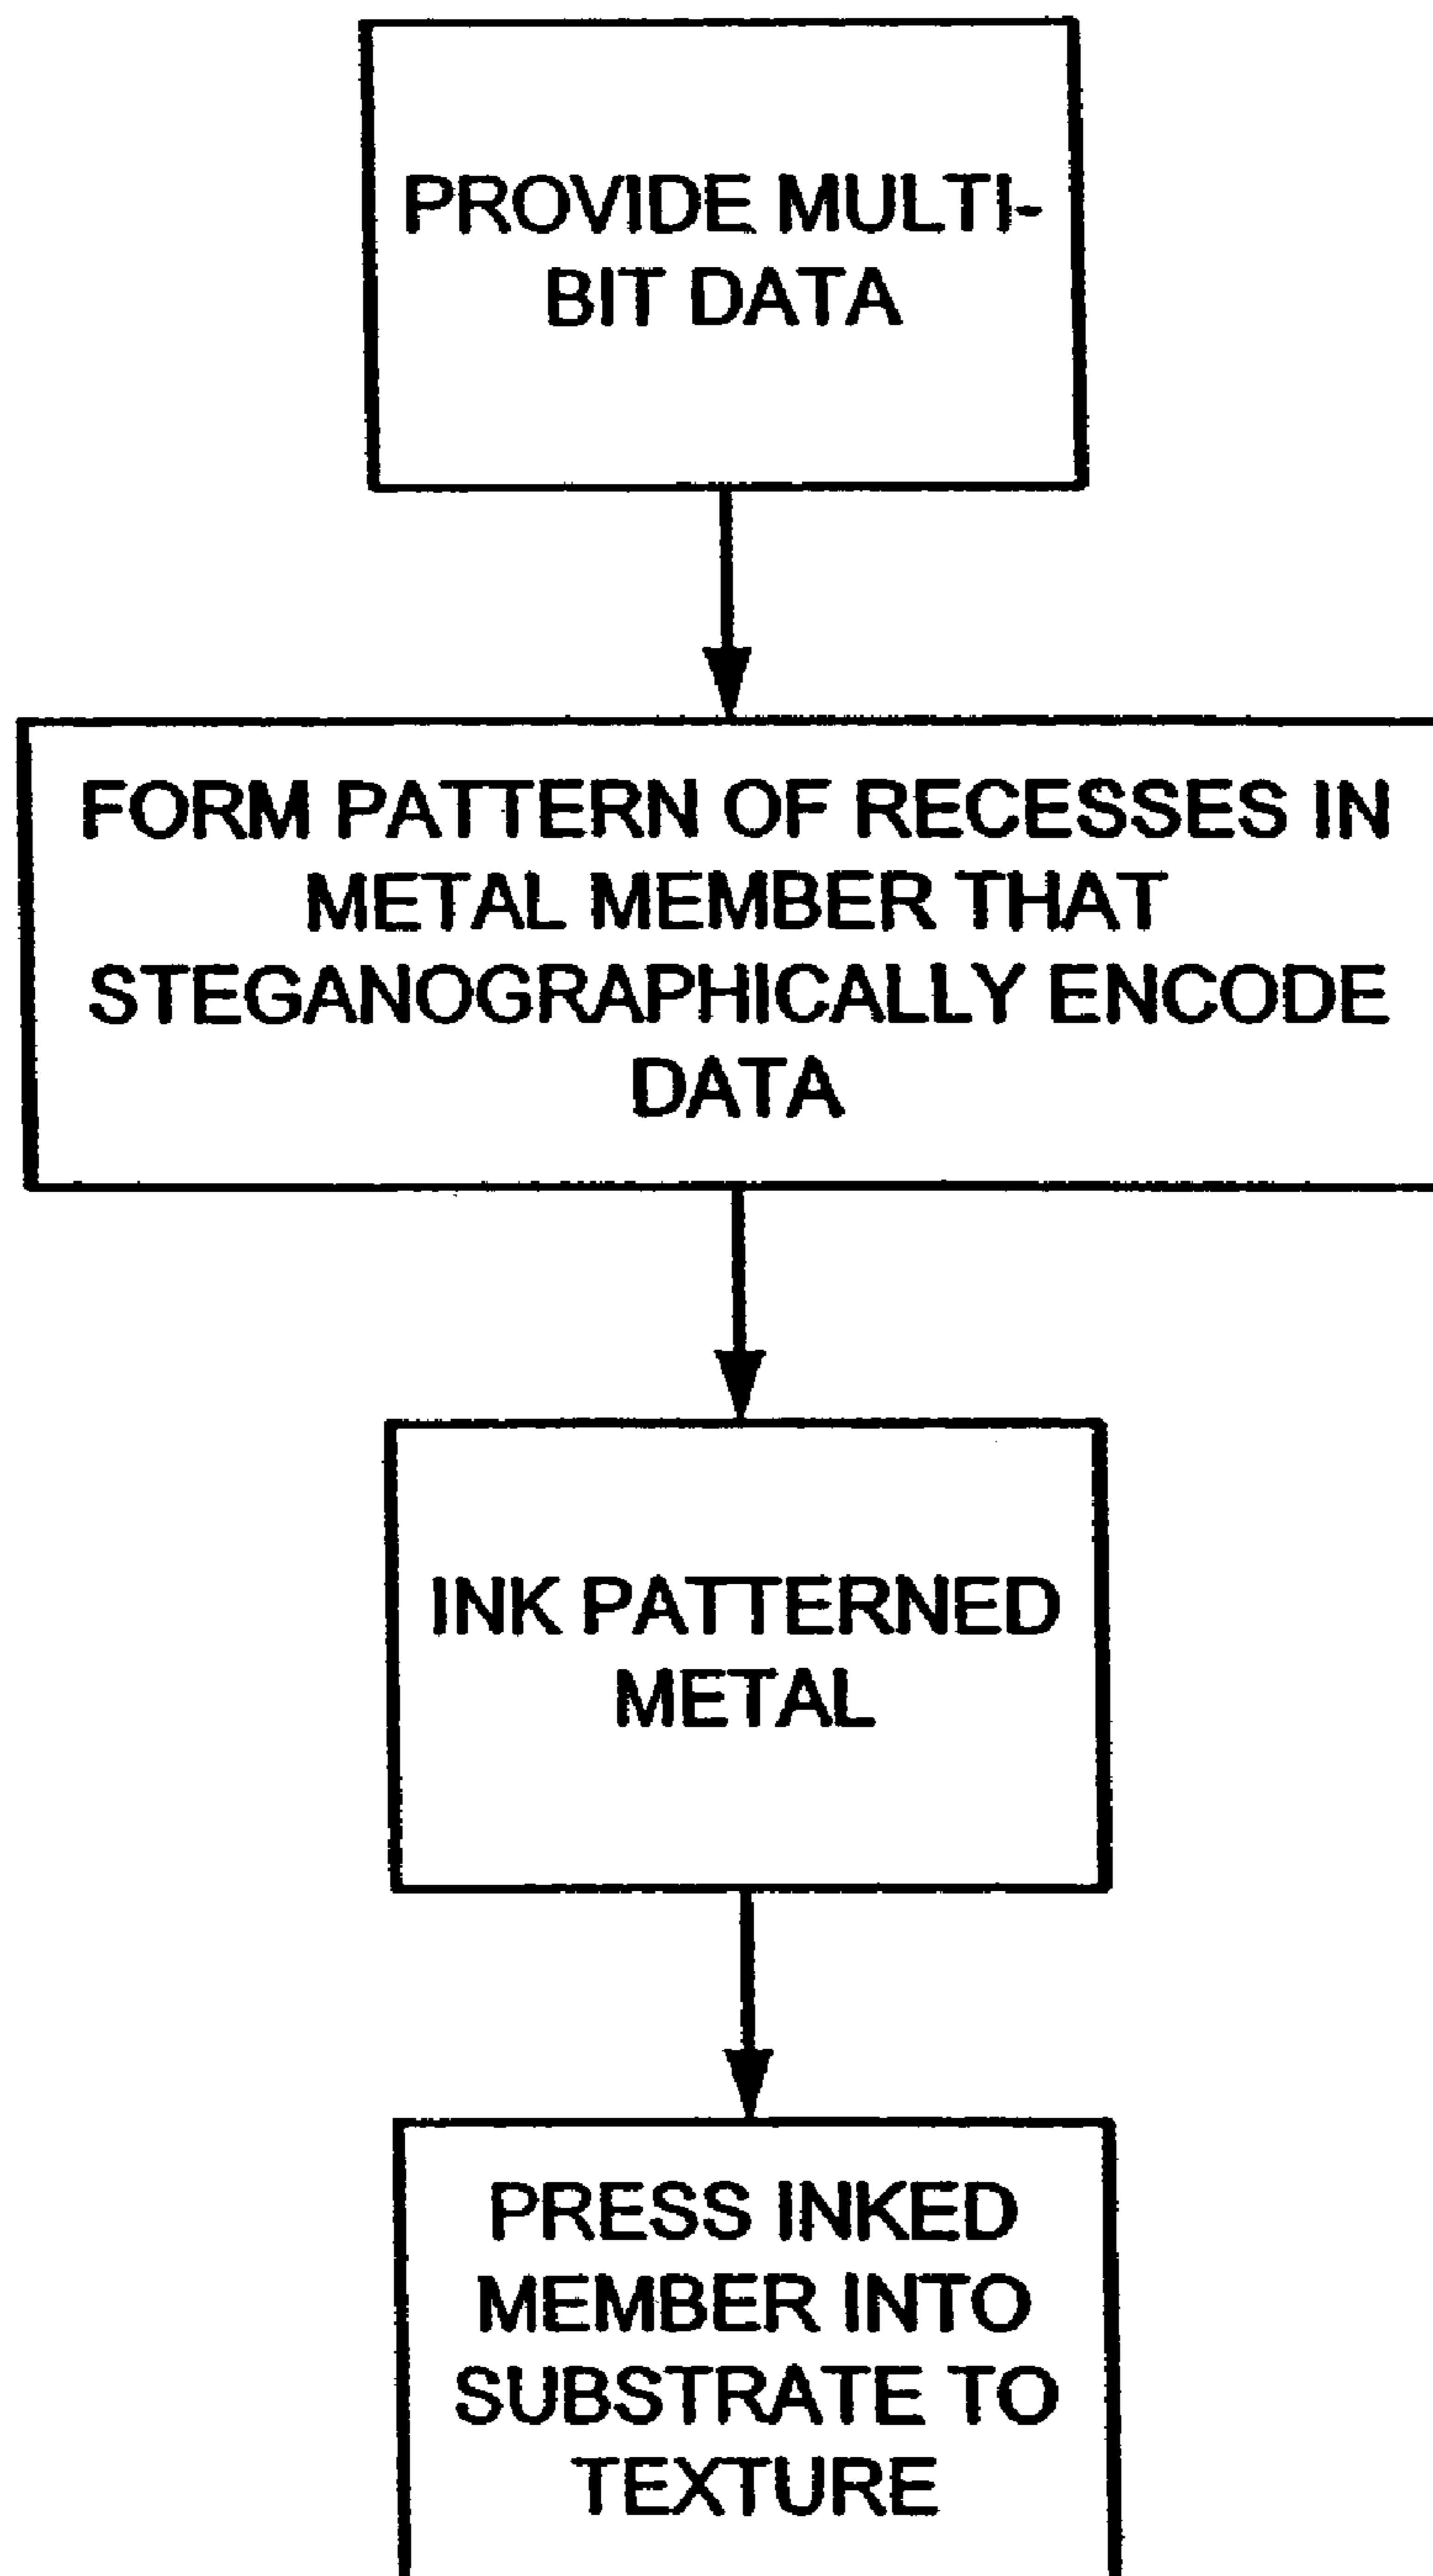 PROVIDE MULTI-
BIT DATA
FORM PATTERN OF RECESSES IN
METAL MEMBER THAT
STEGANOGRAPHICALLY ENCODE
DATA
INK PATTERNED
METAL
PRESS INKED
MEMBER INTO
SUBSTRATE TO
TEXTURE